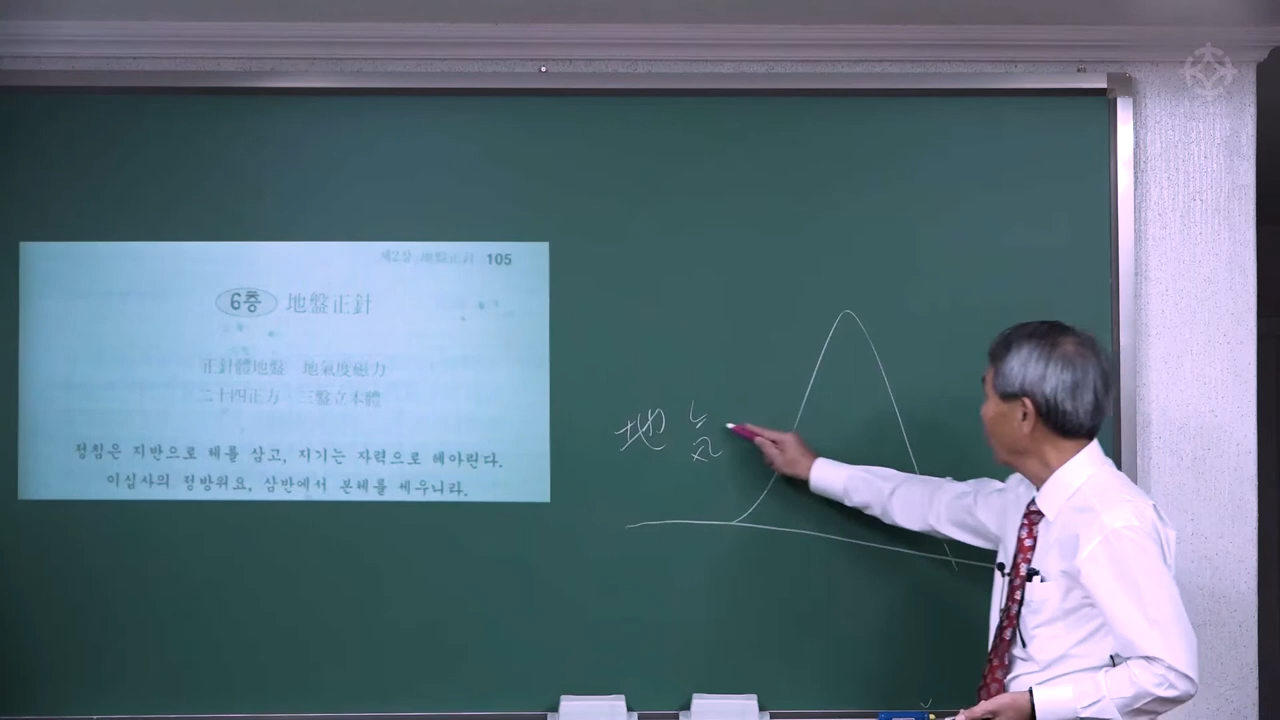 제2장 地盤正針 105
6층 地盤正針
正針體地盤 地氣度磁力
二十四正方 三盤立本體
정침은 지반으로 체를 삼고, 지기는 자력으로 헤아린다.
이십사의 정방위요, 삼반에서 본체를 세우니라.
地 気